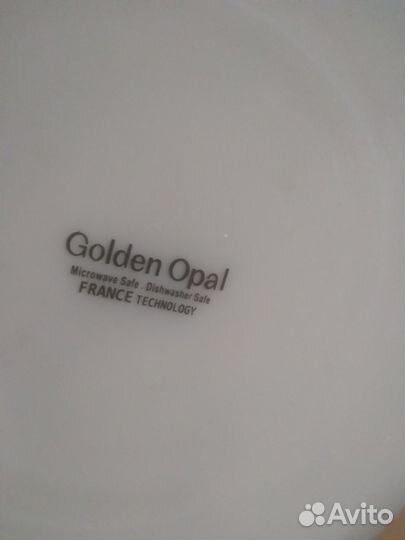 Golden Opal
Microwave Safe . Dishwasher Safe
FRANCE TECHNOLOGY
Avito